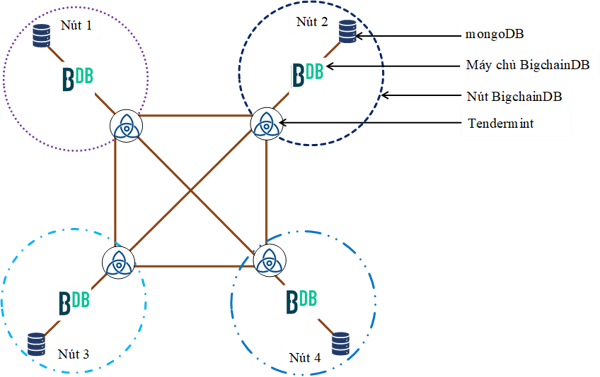 Nút 1
Nút 2
mongoDB
BDB
BDB
Máy chủ BigchainDB
Nút BigchainDB
Tendermint
BDB
BDB
Nút 3
Nút 4